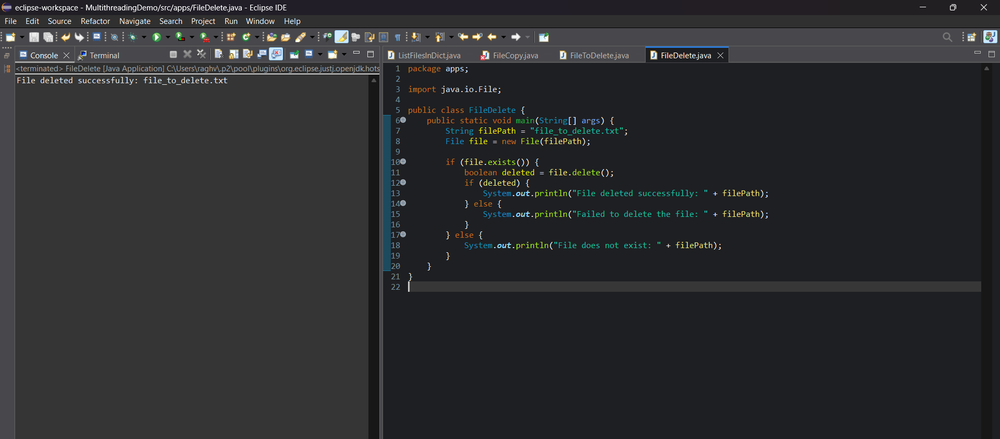 eclipse-workspace - MultithreadingDemo/src/apps/FileDelete.java - Eclipse IDE
File Edit Source Refactor Navigate Search Project Run Window Help
Console Terminal
<terminated> FileDelete [Java Application] C:\Users\raghv\.p2\pool\plugins\org.eclipse.justj.openjdk.hots
File deleted successfully: file_to_delete.txt
ListFilesInDict.java FileCopy.java FileToDelete.java FileDelete.java
1 package apps;
2
3 import java.io.File;
4
5 public class FileDelete {
6     public static void main(String[] args) {
7         String filePath = "file_to_delete.txt";
8         File file = new File(filePath);
9
10         if (file.exists()) {
11             boolean deleted = file.delete();
12             if (deleted) {
13                 System.out.println("File deleted successfully: " + filePath);
14             } else {
15                 System.out.println("Failed to delete the file: " + filePath);
16             }
17         } else {
18             System.out.println("File does not exist: " + filePath);
19         }
20     }
21 }
22